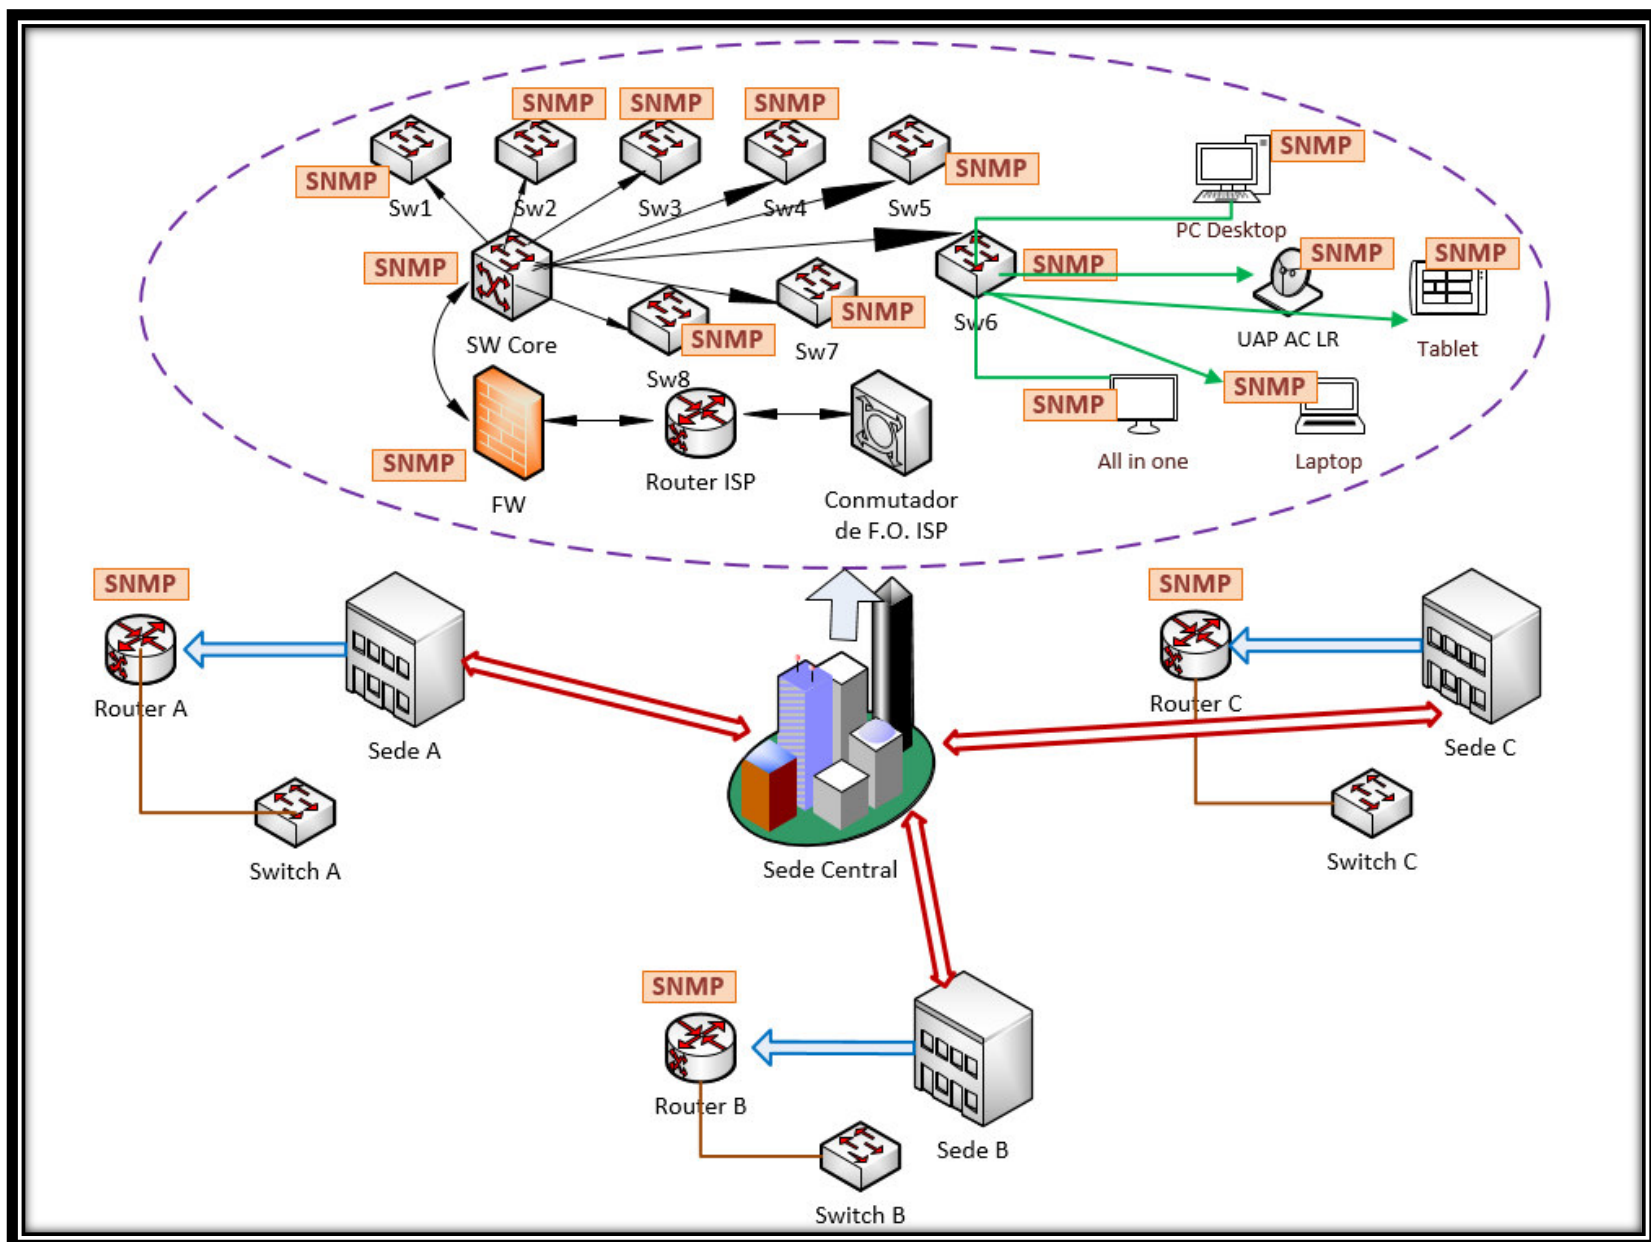 SNMP
SNMP
SNMP
SNMP
SNMP
SNMP
Sw1
Sw2
Sw3
Sw4
Sw5
PC Desktop
SNMP
SNMP
SNMP
SNMP
SNMP
SNMP
SNMP
SW Core
Sw8
Sw7
Sw6
UAP AC LR
Tablet
SNMP
SNMP
SNMP
FW
Router ISP
Conmutador
de F.O. ISP
All in one
Laptop
SNMP
Router A
Sede A
Switch A
Sede Central
SNMP
Router C
Sede C
Switch C
SNMP
Router B
Sede B
Switch B